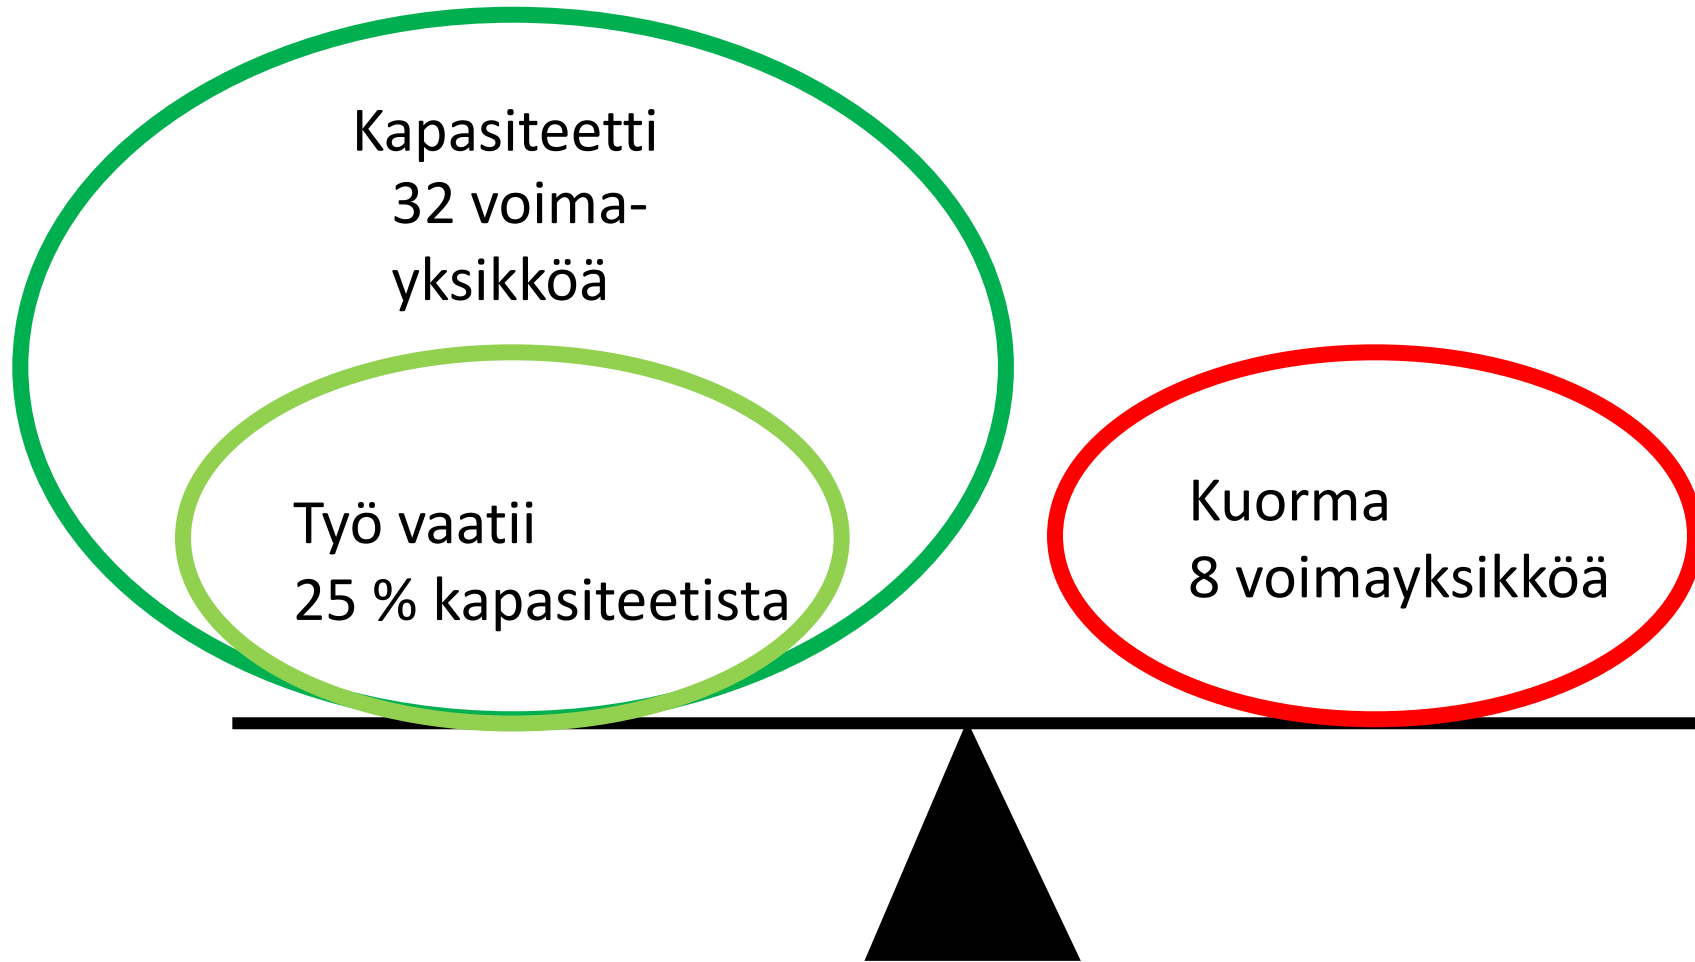 Kapasiteetti
32 voima-
yksikköä
Työ vaatii
25 % kapasiteetista
Kuorma
8 voimayksikköä